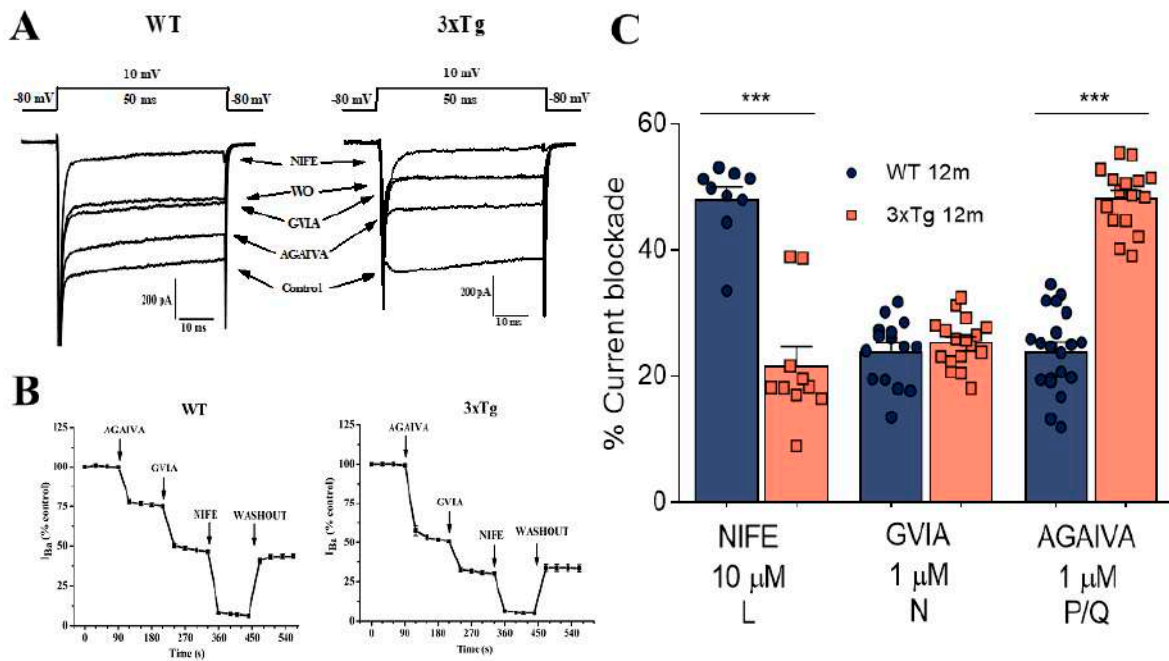 A
WT
3xTg
10 mV
-80 mV
50 ms
-80 mV
10 mV
-80 mV
50 ms
-80 mV
NIFE
WO
GVIA
AGAIVA
Control
200 pA
10 ms
200 pA
10 ms
B
WT
I Ba (% control)
125
100
75
50
25
0
AGAIVA
GVIA
NIFE
WASHOUT
0 90 180 270 360 450 540
Time (s)
3xTg
I Ba (% control)
125
100
75
50
25
0
AGAIVA
GVIA
NIFE
WASHOUT
0 90 180 270 360 450 540
Time (s)
C
% Current blockade
60
40
20
0
***
***
WT 12m
3xTg 12m
NIFE GVIA AGAIVA
10 µM 1 µM 1 µM
L N P/Q